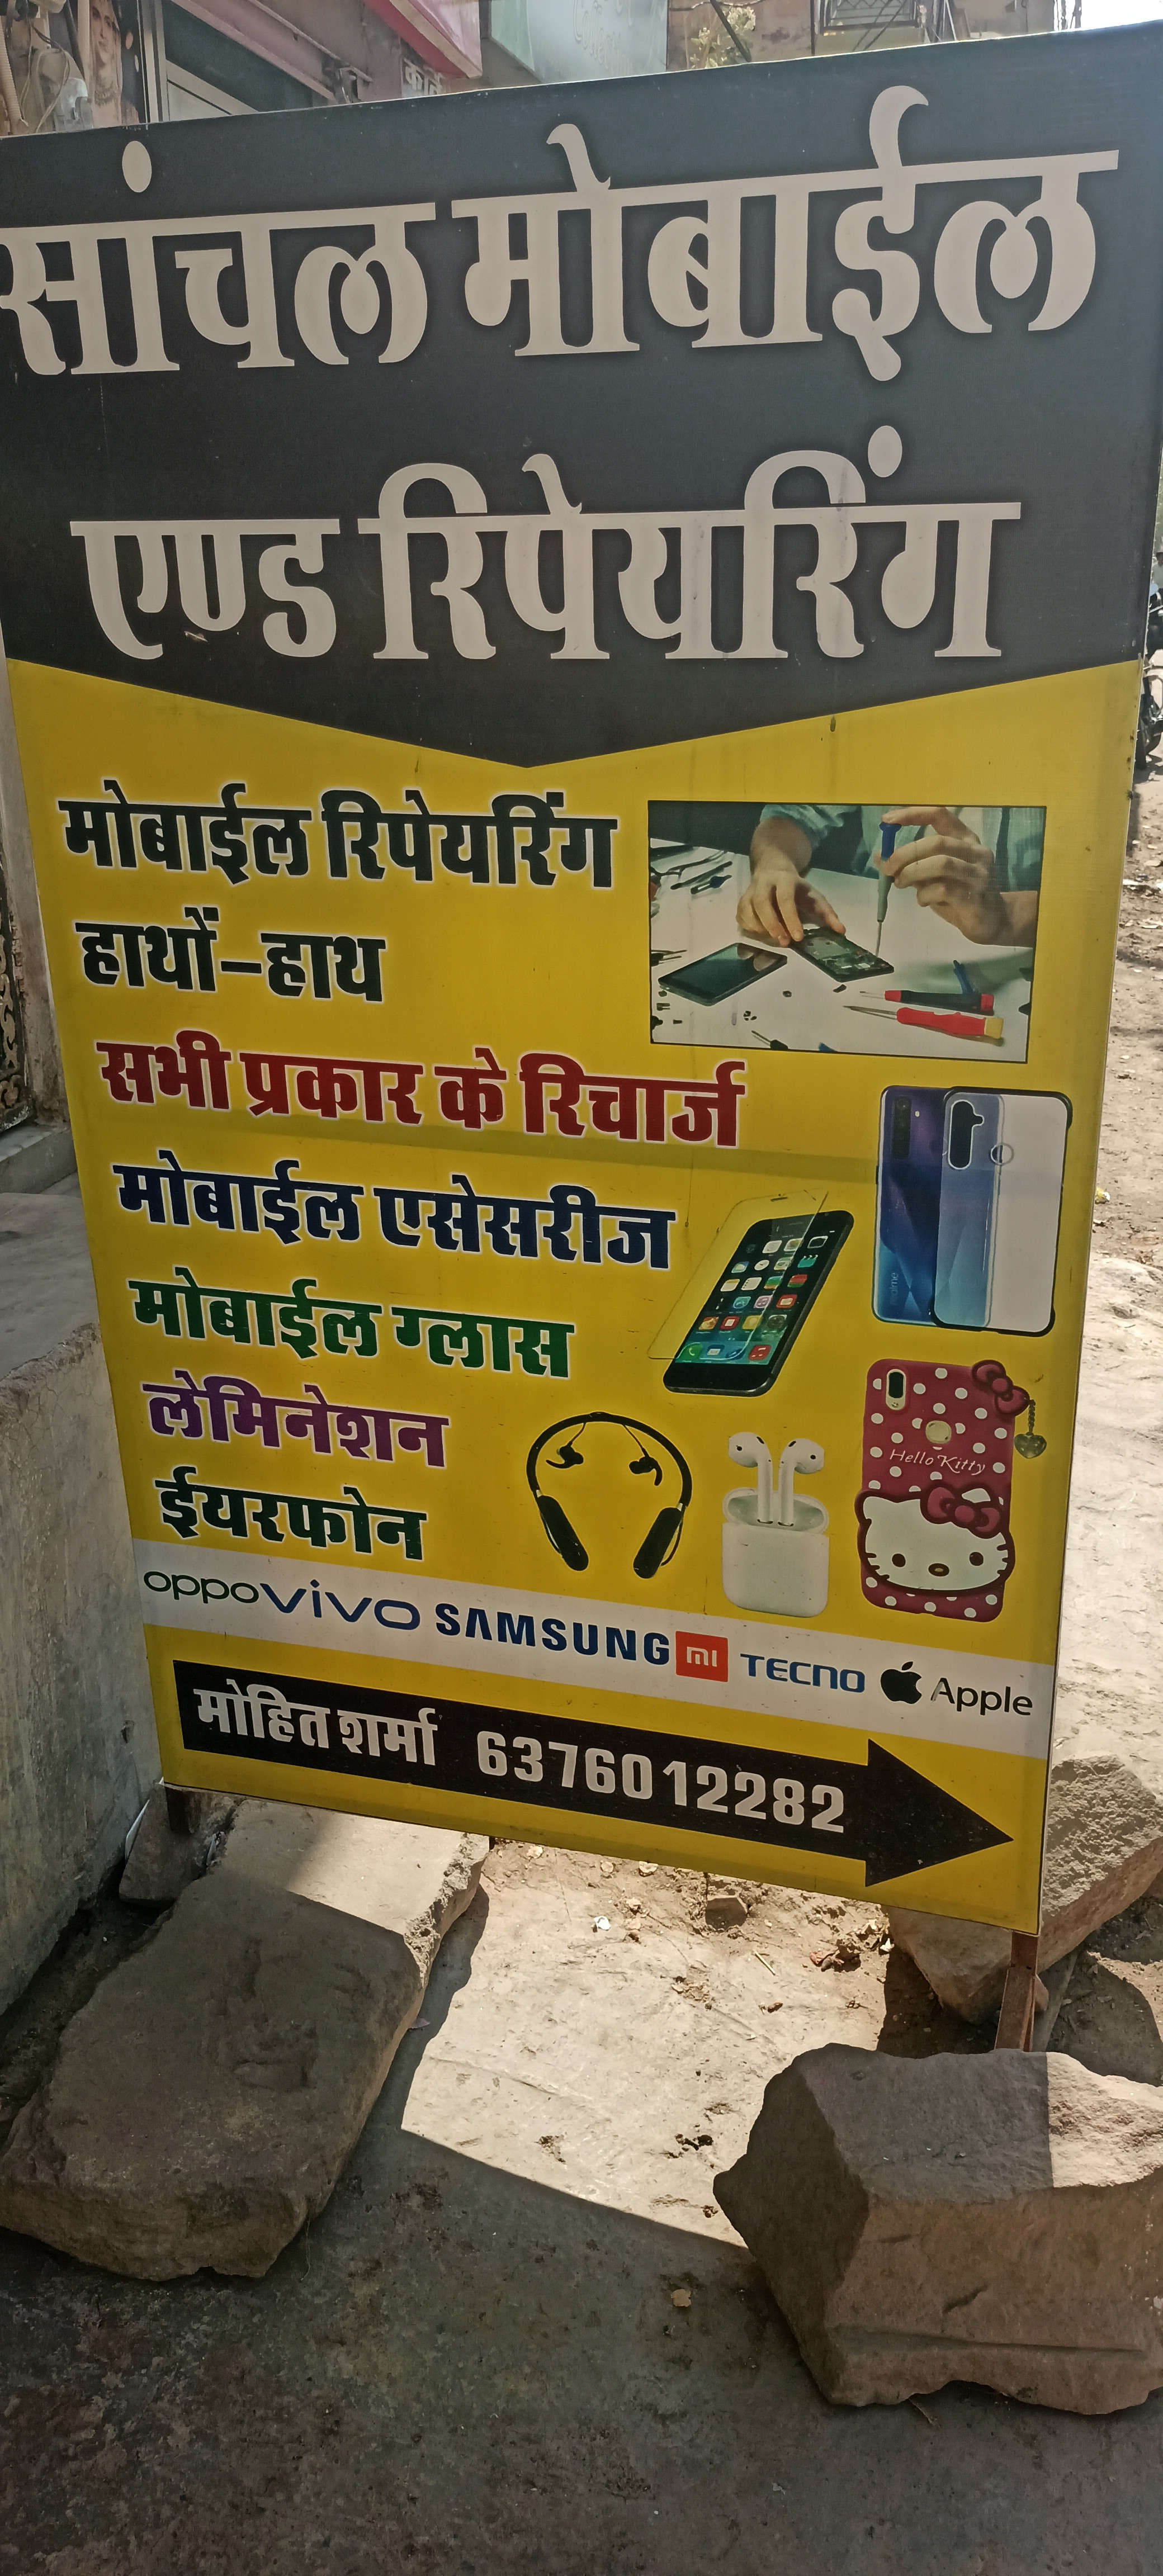 सांचल मोबाईल
एण्ड रिपेयरिंग
मोबाईल रिपेयरिंग
हाथों-हाथ
सभी प्रकार के रिचार्ज
मोबाईल एसेसरीज
मोबाईल ग्लास
लेमिनेशन
ईयरफोन
realme
Hello Kitty
oppo vivo SAMSUNG mi TECNO Apple
मोहित शर्मा 6376012282